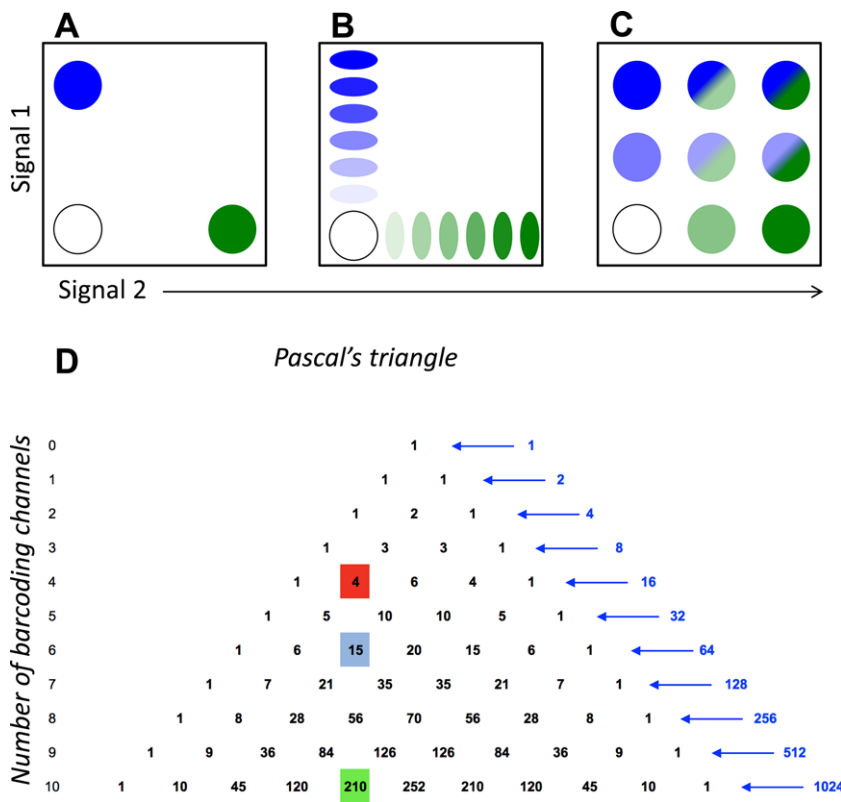 A B C
Signal 1
Signal 2
D Pascal's triangle
Number of barcoding channels
0 1 1
1 1 1 2
2 1 2 1 4
3 1 3 3 1 8
4 1 4 6 4 1 16
5 1 5 10 10 5 1 32
6 1 6 15 20 15 6 1 64
7 1 7 21 35 35 21 7 1 128
8 1 8 28 56 70 56 28 8 1 256
9 1 9 36 84 126 126 84 36 9 1 512
10 1 10 45 120 210 252 210 120 45 10 1 1024